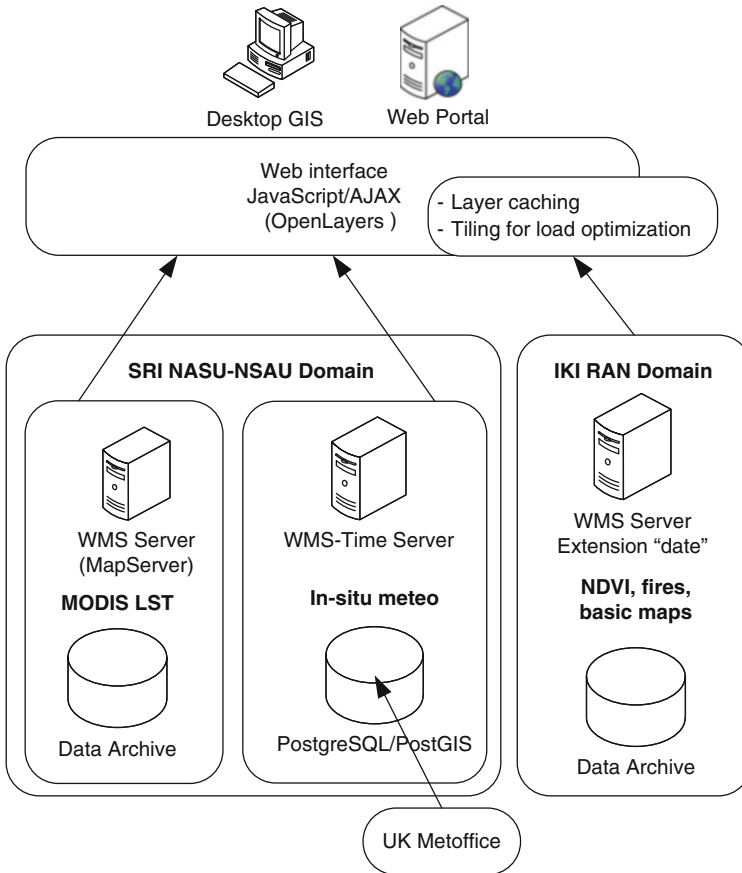 Desktop GIS
Web Portal
Web interface
JavaScript/AJAX
(OpenLayers )
- Layer caching
- Tiling for load optimization
SRI NASU-NSAU Domain
WMS Server
(MapServer)
MODIS LST
Data Archive
WMS-Time Server
In-situ meteo
PostgreSQL/PostGIS
UK Metoffice
IKI RAN Domain
WMS Server
Extension “date”
NDVI, fires,
basic maps
Data Archive